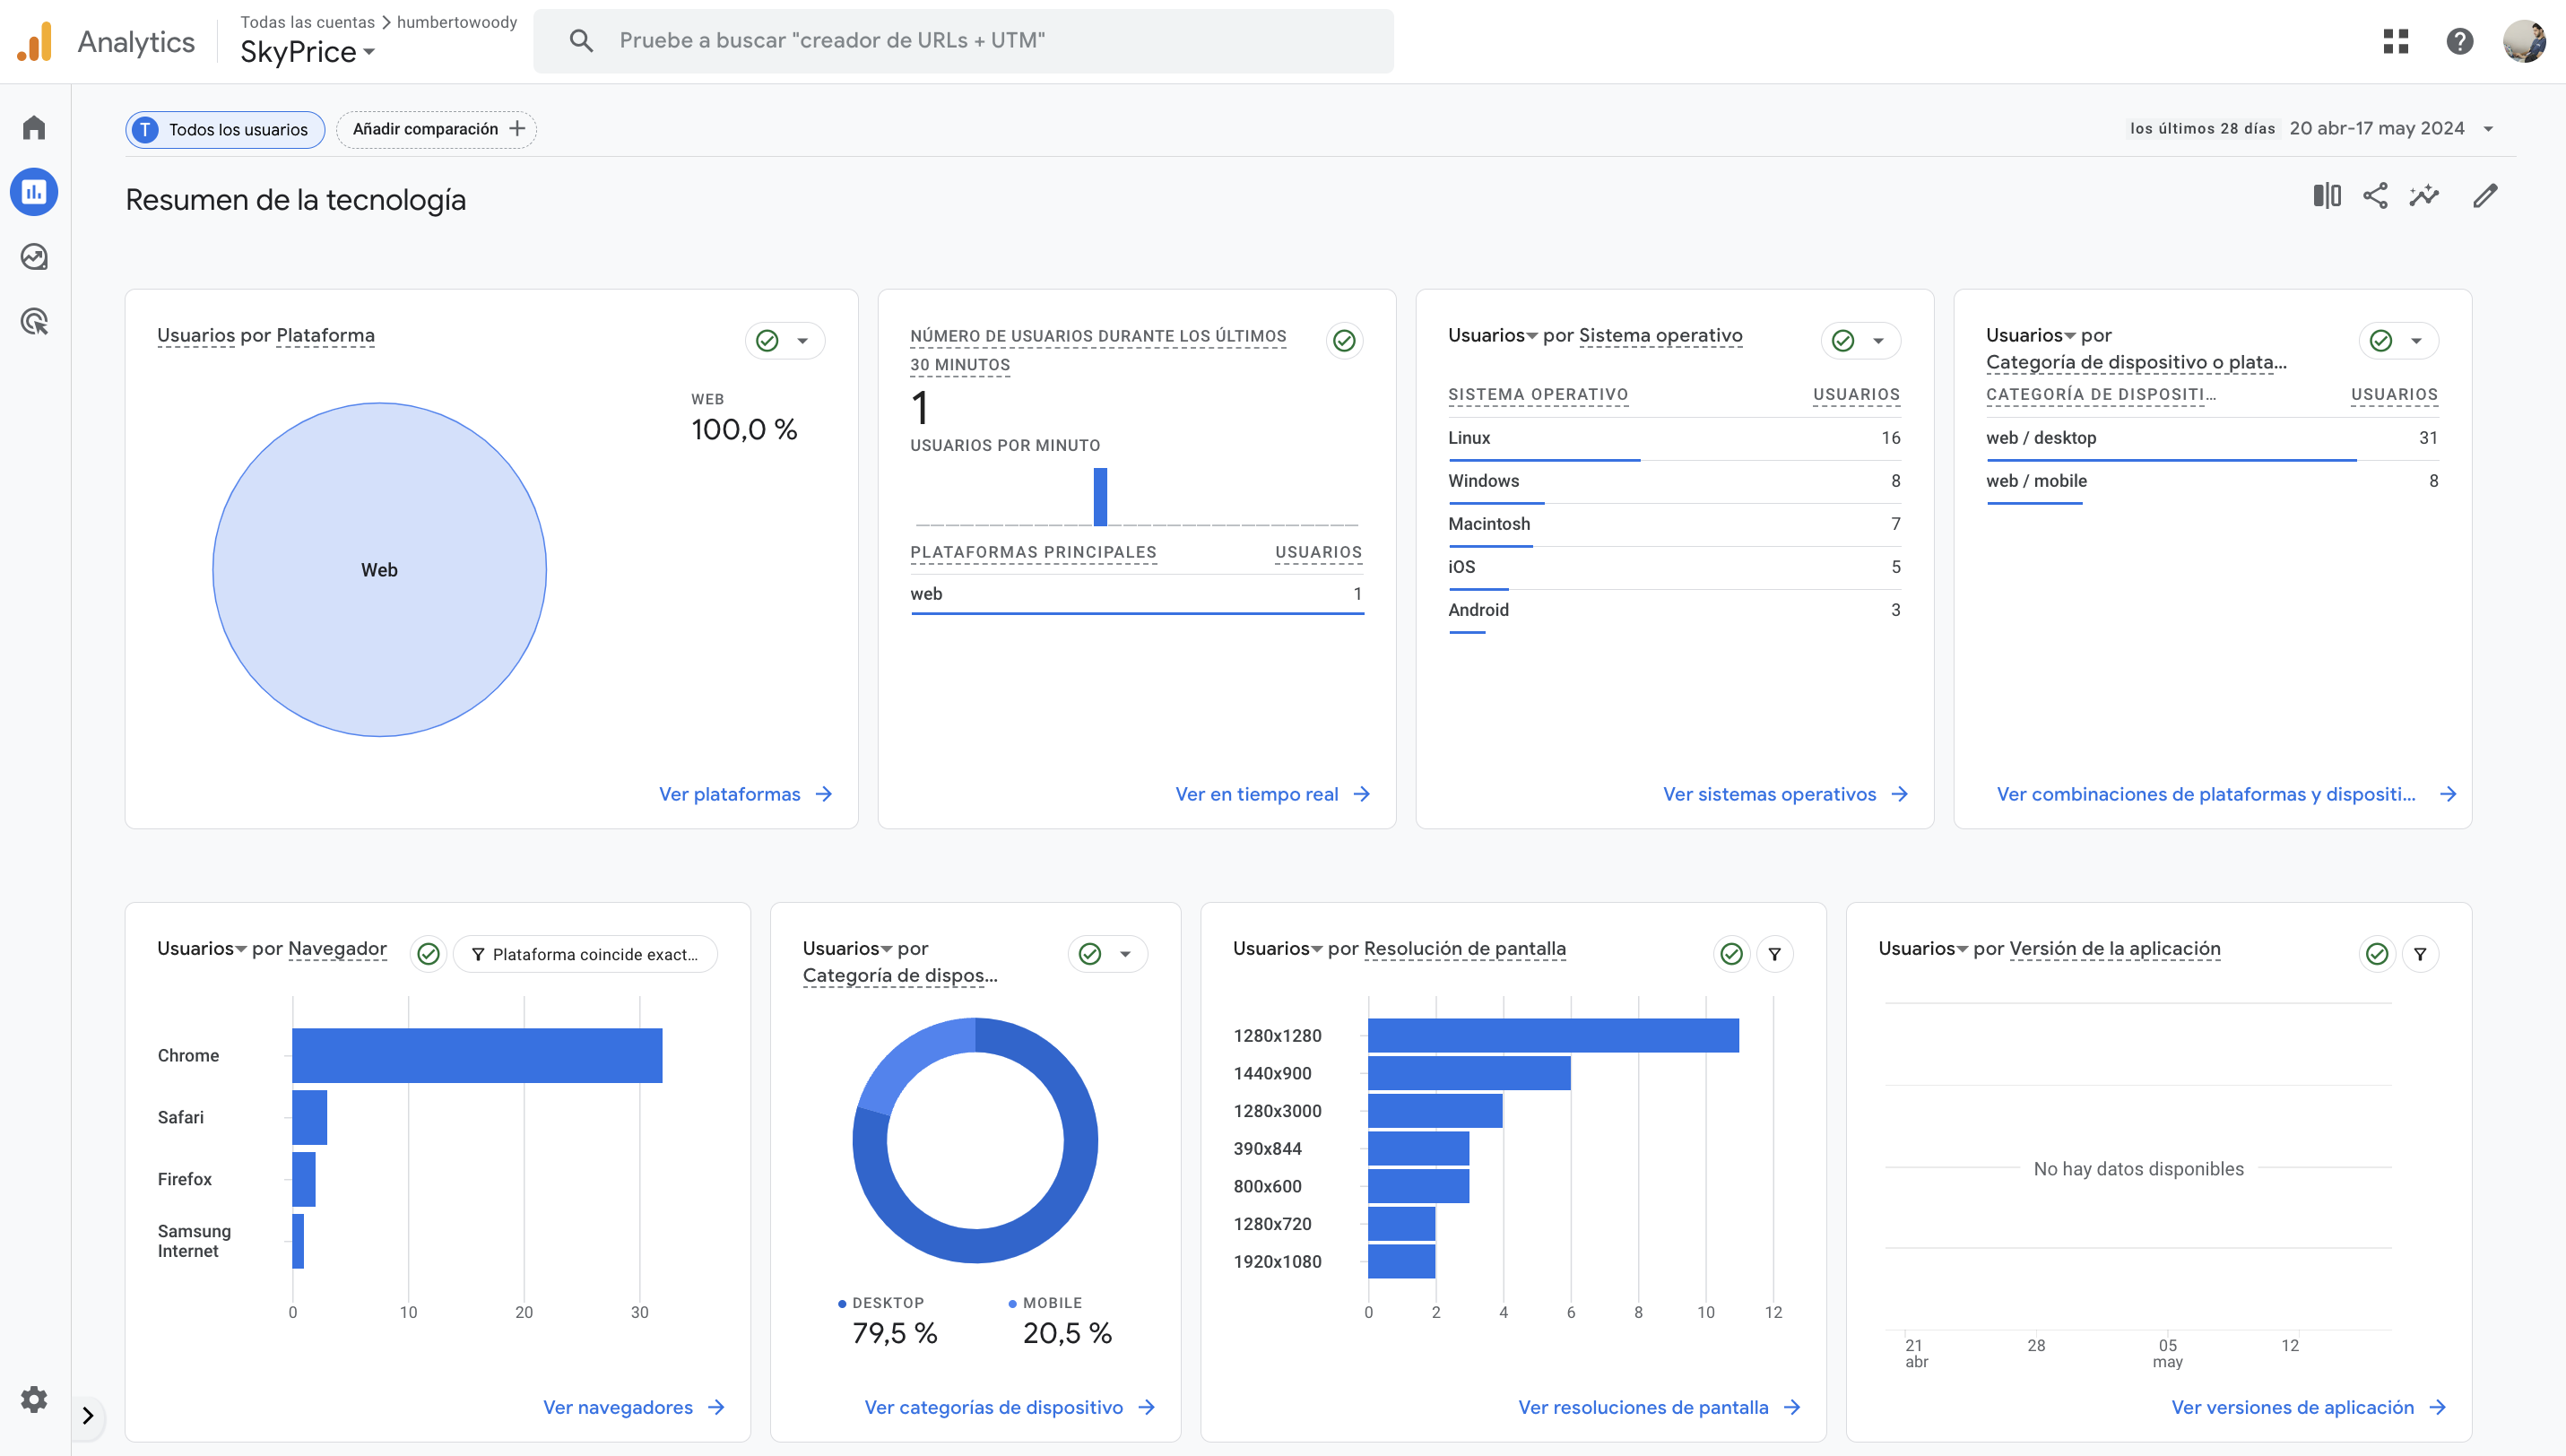 Analytics
Todas las cuentas > humbertowoody
SkyPrice
Pruebe a buscar "creador de URLs + UTM"
T Todos los usuarios
Añadir comparación +
los últimos 28 días 20 abr-17 may 2024
Resumen de la tecnología
Usuarios por Plataforma
WEB
100,0 %
Web
Ver plataformas
NÚMERO DE USUARIOS DURANTE LOS ÚLTIMOS
30 MINUTOS
1
USUARIOS POR MINUTO
PLATAFORMAS PRINCIPALES USUARIOS
web 1
Ver en tiempo real
Usuarios por Sistema operativo
SISTEMA OPERATIVO USUARIOS
Linux 16
Windows 8
Macintosh 7
iOS 5
Android 3
Ver sistemas operativos
Usuarios por
Categoría de dispositivo o plata...
CATEGORÍA DE DISPOSITI... USUARIOS
web / desktop 31
web / mobile 8
Ver combinaciones de plataformas y dispositi...
Usuarios por Navegador
Plataforma coincide exact...
Chrome
Safari
Firefox
Samsung
Internet
0 10 20 30
Ver navegadores
Usuarios por
Categoría de dispos...
DESKTOP MOBILE
79,5 % 20,5 %
Ver categorías de dispositivo
Usuarios por Resolución de pantalla
1280x1280
1440x900
1280x3000
390x844
800x600
1280x720
1920x1080
0 2 4 6 8 10 12
Ver resoluciones de pantalla
Usuarios por Versión de la aplicación
No hay datos disponibles
21 28 05 12
abr may
Ver versiones de aplicación